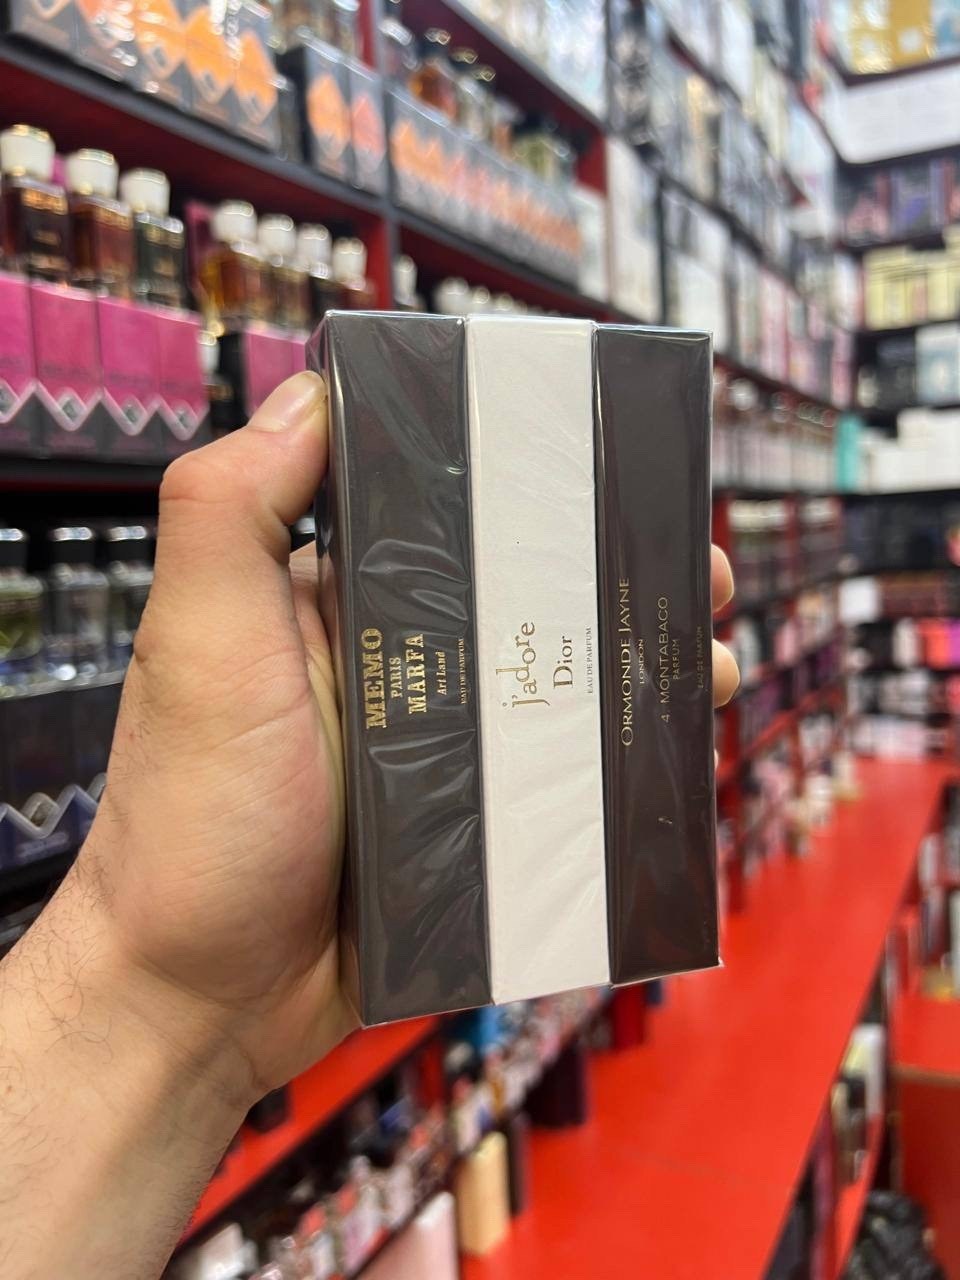 MEMO
PARIS
MARFA
Art Land
EAU DE PARFUM
j'adore
Dior
EAU DE PARFUM
ORMONDE JAYNE
LONDON
4. MONTABACO
PARFUM
EAU DE PARFUM